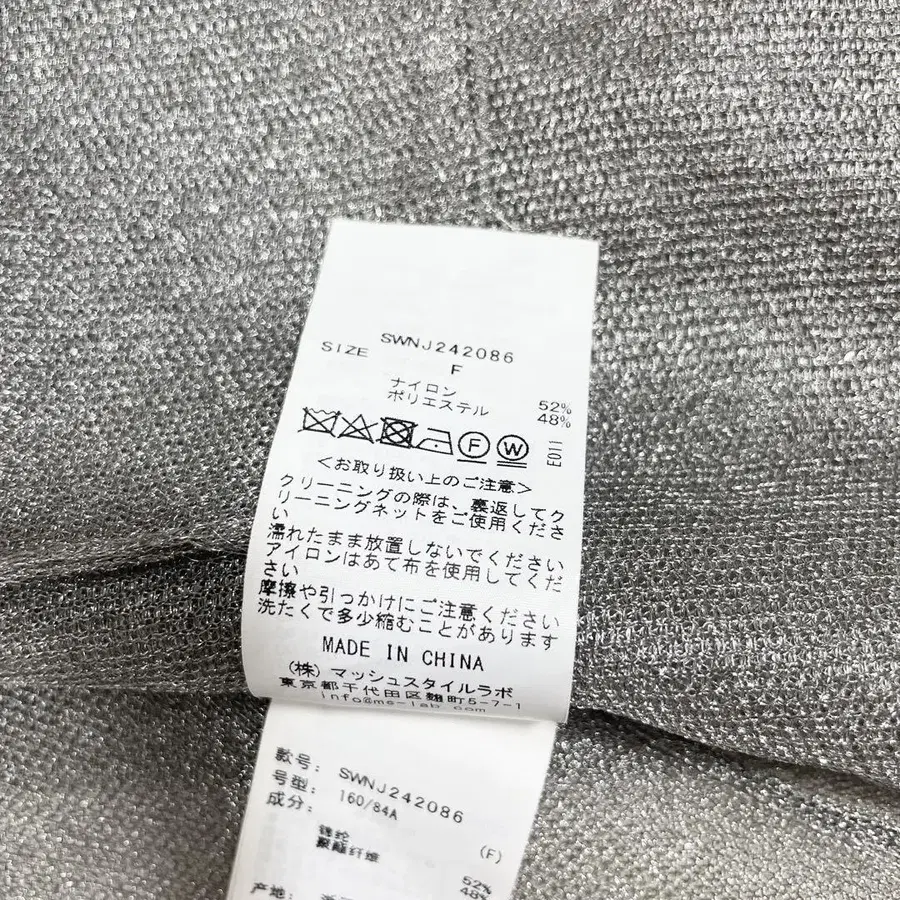 SWNJ242086
SIZE F
ナイロン 52%
ポリエステル 48%
F W
E011
＜お取り扱い上のご注意＞
クリーニングの際は、裏返してク
リーニングネットをご使用くださ
い
濡れたまま放置しないでください
アイロンはあて布を使用してくだ
さい
摩擦や引っかけにご注意ください
洗たくで多少縮むことがあります
MADE IN CHINA
(株)マッシュスタイルラボ
東京都千代田区麹町5-7-1
info@ms-lab.com
款号: SWNJ242086
号型: 160/84A (F)
成分:
锦纶 52%
聚酯纤维 48%
产地: